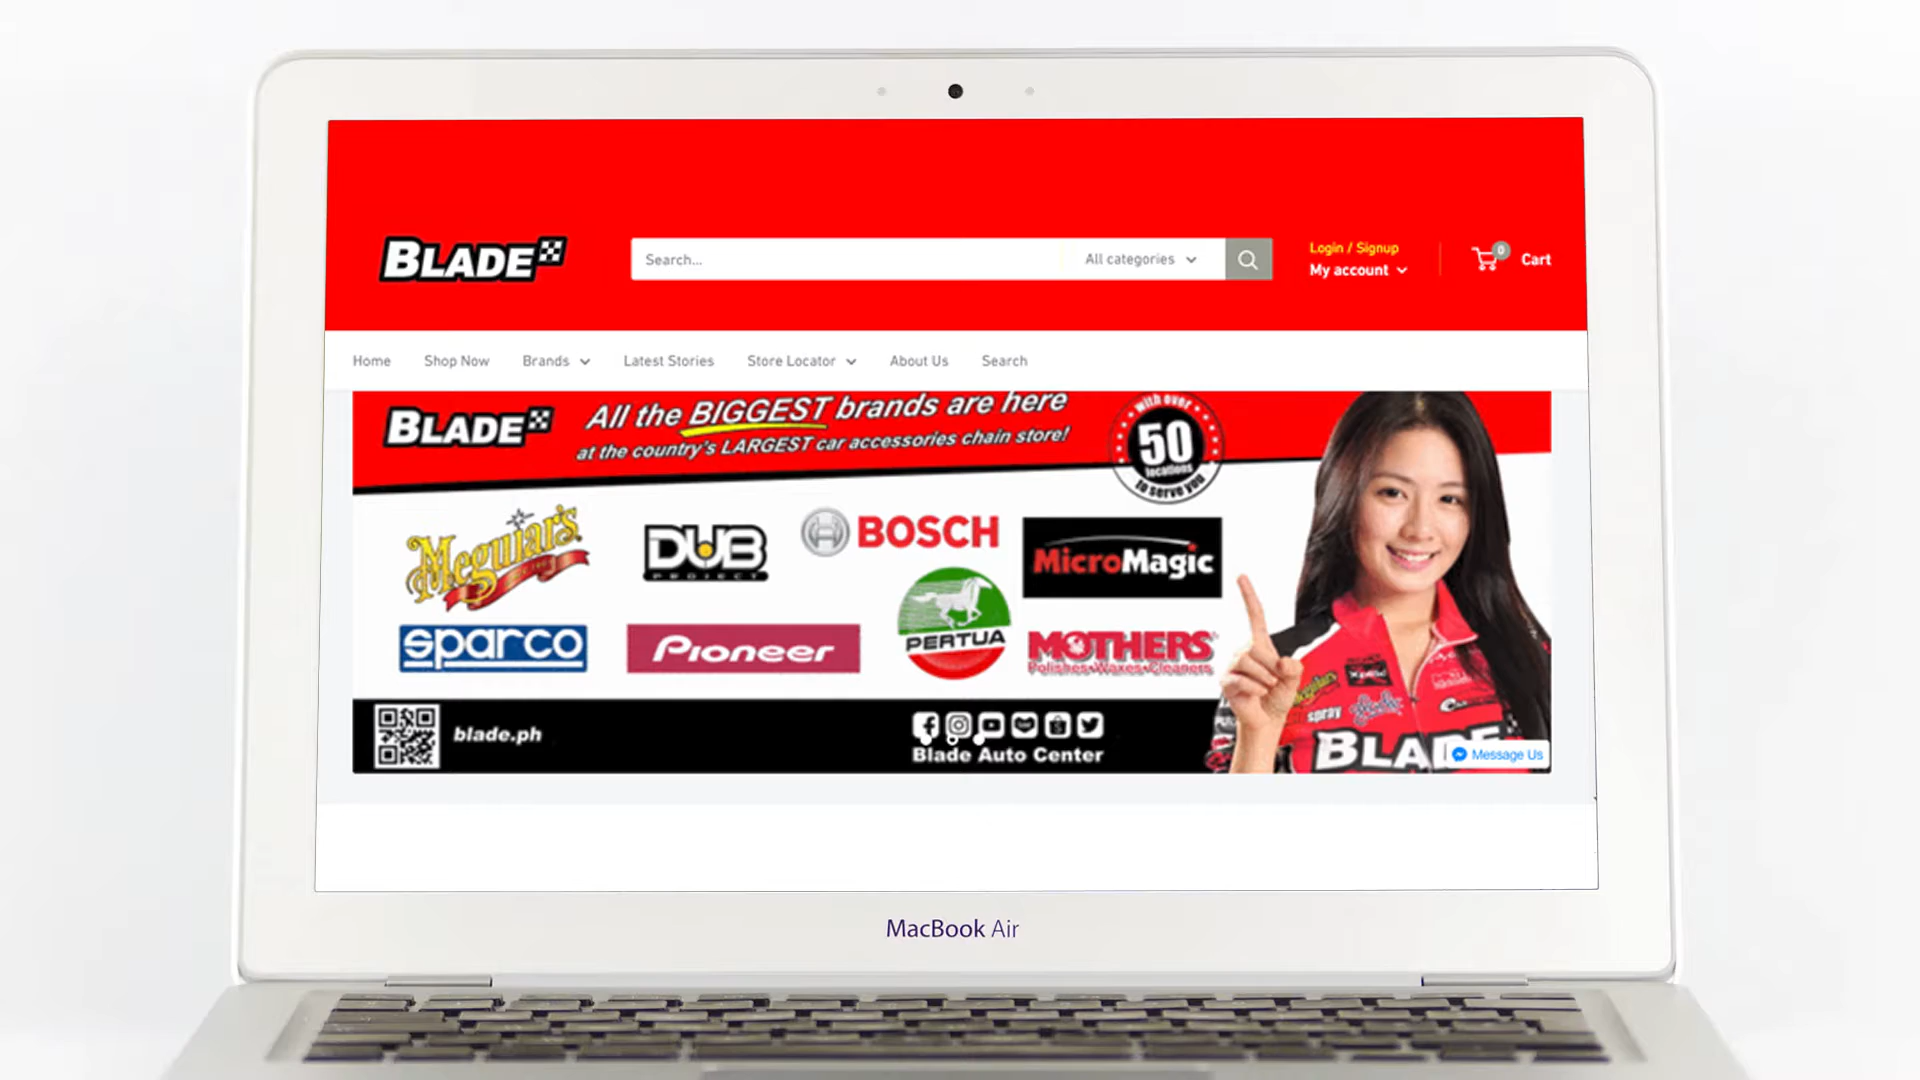 BLADE
Search...
All categories
Login / Signup
My account
0
Cart
Home
Shop Now
Brands
Latest Stories
Store Locator
About Us
Search
BLADE
All the BIGGEST brands are here
at the country's LARGEST car accessories chain store!
with over
50
locations
to serve you
Meguiar's
DUB
PROJECT
BOSCH
MicroMagic
sparco
Pioneer
PERTUA
MOTHERS
Polishes•Waxes•Cleaners
Meguiar's
spray
BLADE
blade.ph
Blade Auto Center
Message Us
MacBook Air